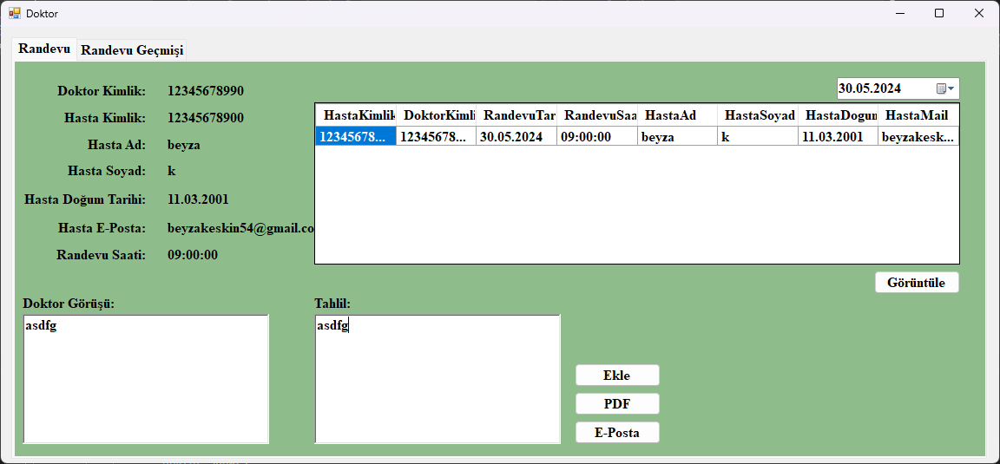 Doktor
Randevu Randevu Geçmişi
Doktor Kimlik: 12345678990
Hasta Kimlik: 12345678900
Hasta Ad: beyza
Hasta Soyad: k
Hasta Doğum Tarihi: 11.03.2001
Hasta E-Posta: beyzakeskin54@gmail.co
Randevu Saati: 09:00:00
30.05.2024
HastaKimlik DoktorKimli RandevuTar RandevuSaa HastaAd HastaSoyad HastaDogum HastaMail
12345678... 12345678... 30.05.2024 09:00:00 beyza k 11.03.2001 beyzakesk...
Görüntüle
Doktor Görüşü:
asdfg
Tahlil:
asdfg
Ekle
PDF
E-Posta